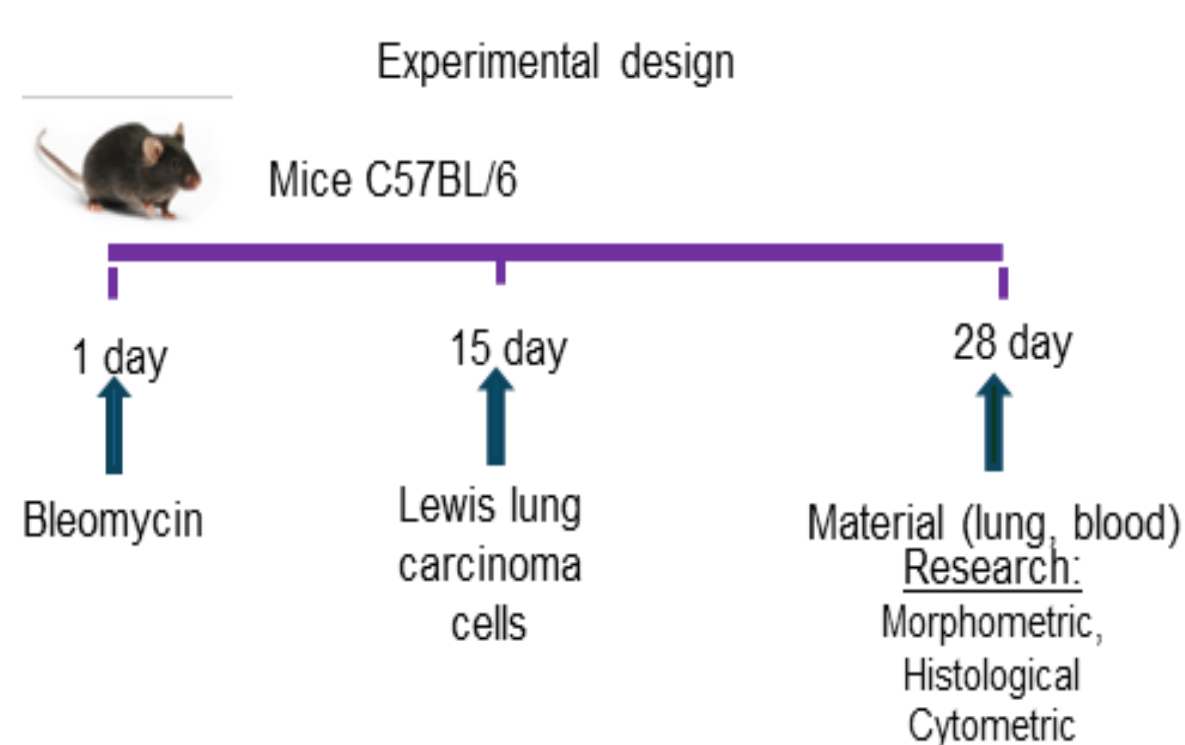 Experimental design
Mice C57BL/6
1 day
15 day
28 day
Bleomycin
Lewis lung
carcinoma
cells
Material (lung, blood)
Research:
Morphometric,
Histological
Cytometric